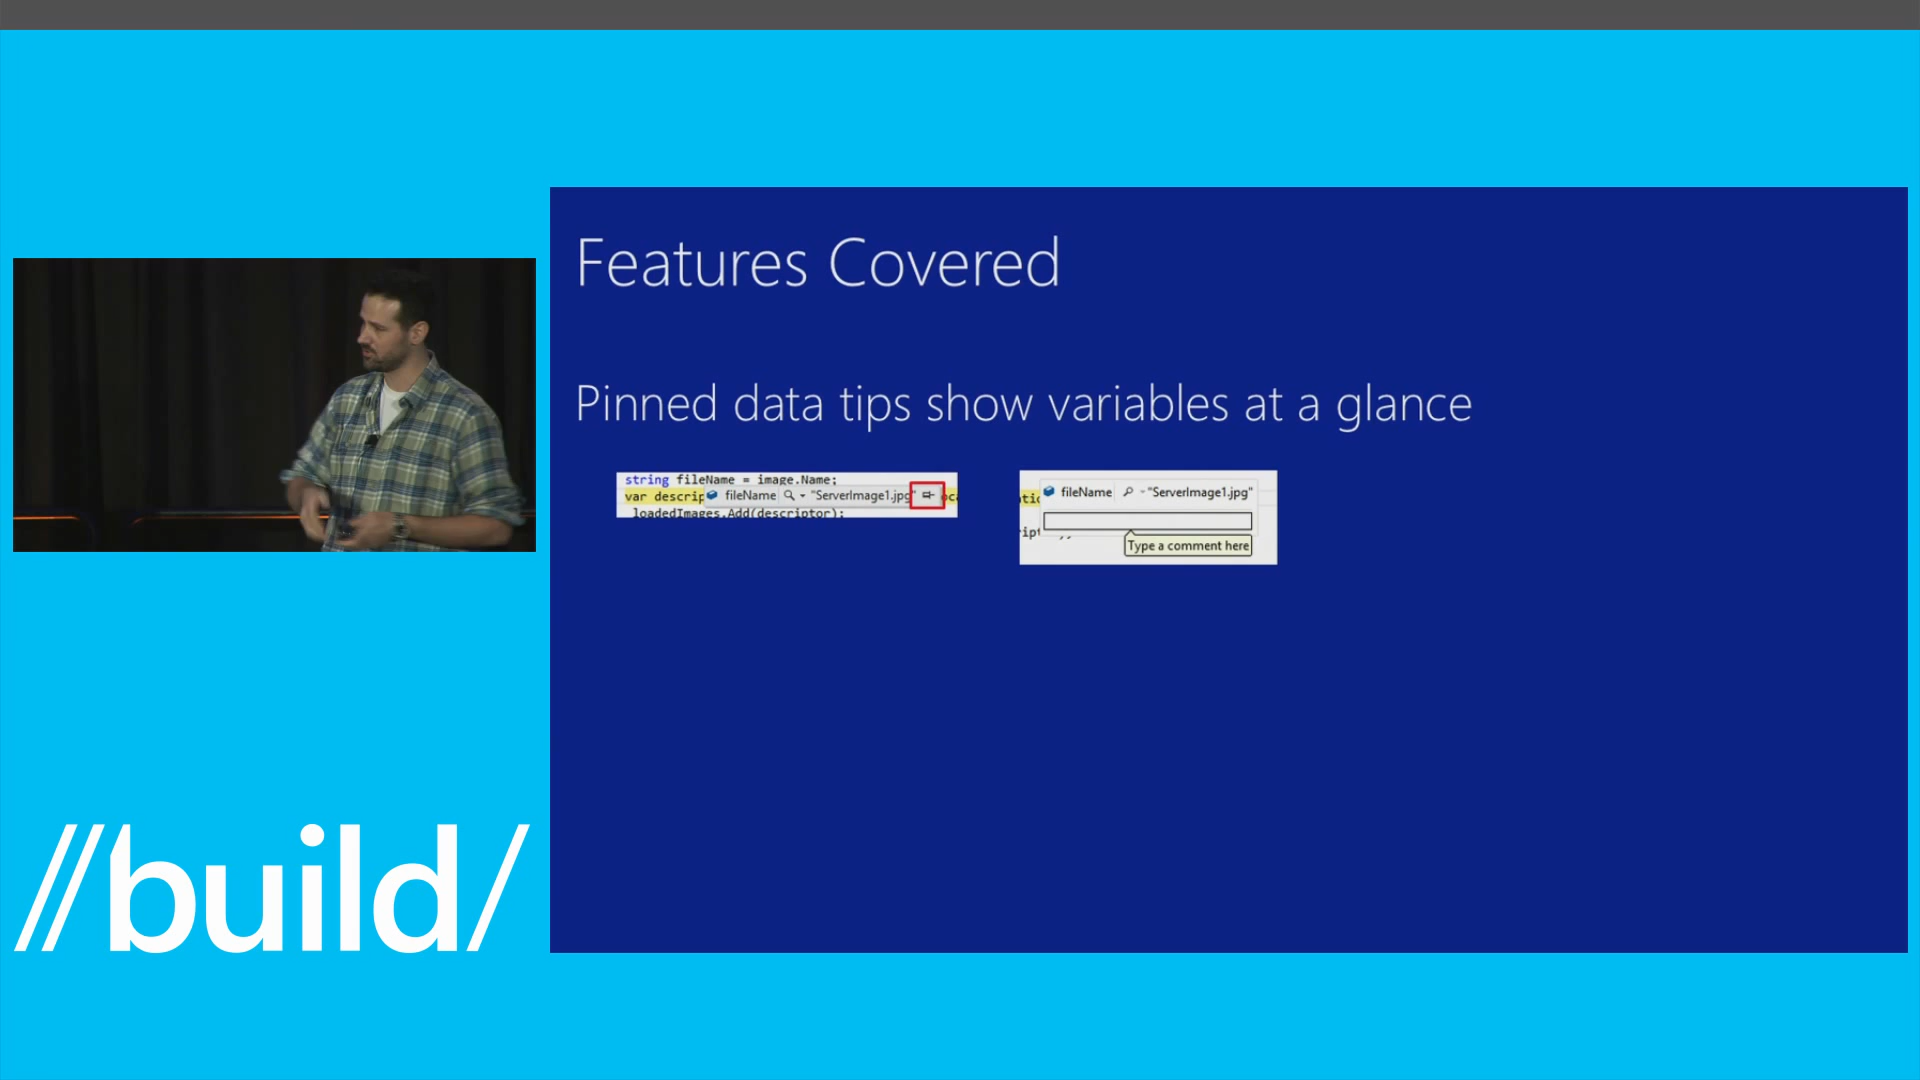 Features Covered
Pinned data tips show variables at a glance
string fileName = image.Name;
var descrip fileName "ServerImage1.jpg"
loadedImages.Add(descriptor);
fileName "ServerImage1.jpg"
Type a comment here
//build/